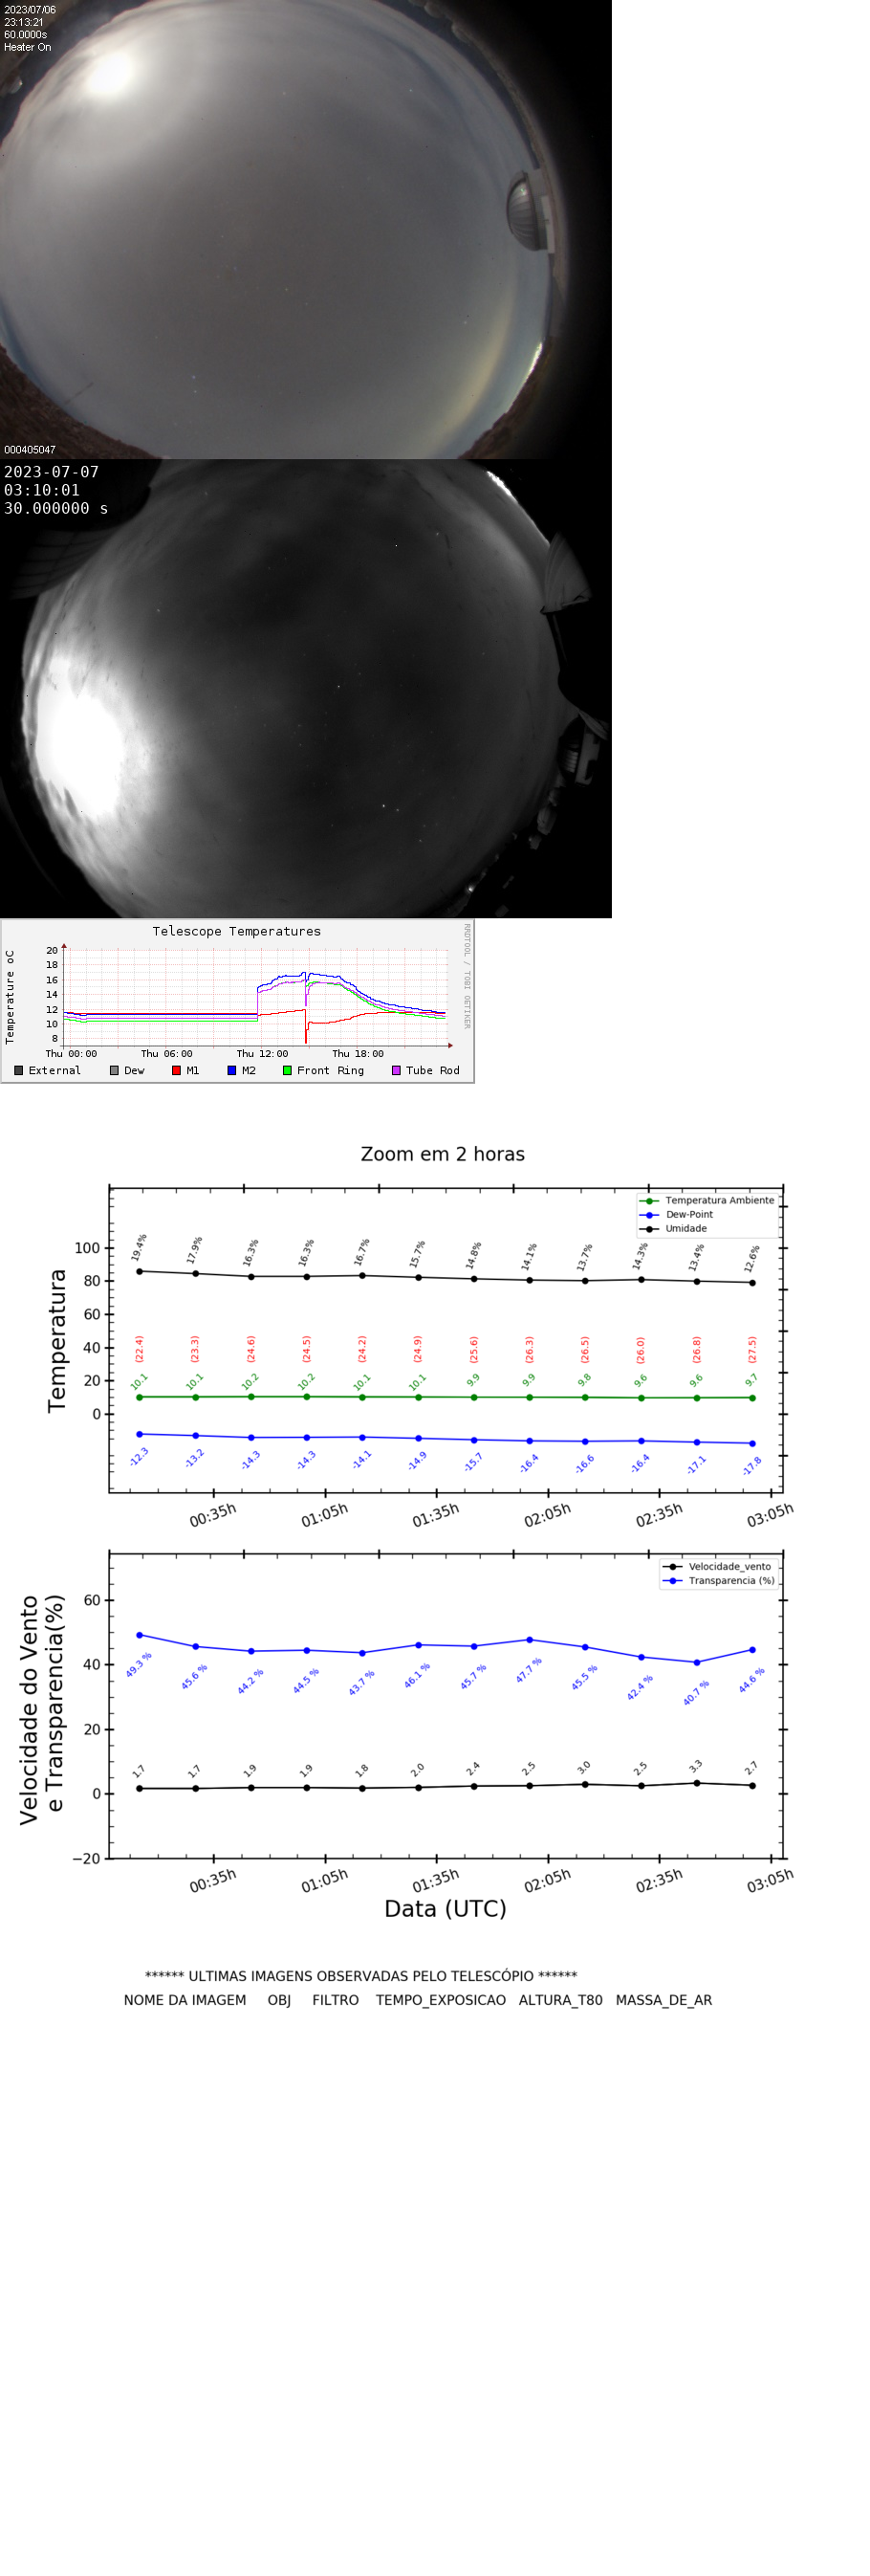 2023/07/06
23:13:21
60.0000s
Heater On
000405047
2023-07-07
03:10:01
30.000000 s
Telescope Temperatures
RRDTOOL / TOBI OETIKER
Temperature oC
20
18
16
14
12
10
8
Thu 00:00 Thu 06:00 Thu 12:00 Thu 18:00
External Dew M1 M2 Front Ring Tube Rod
Zoom em 2 horas
Temperatura Ambiente
Dew-Point
Umidade
Temperatura
100
80
60
40
20
0
19.4% 17.9% 16.3% 16.3% 16.7% 15.7% 14.8% 14.1% 13.7% 14.3% 13.4% 12.6%
(22.4) (23.3) (24.6) (24.5) (24.2) (24.9) (25.6) (26.3) (26.5) (26.0) (26.8) (27.5)
10.1 10.1 10.2 10.2 10.1 10.1 9.9 9.9 9.8 9.6 9.6 9.7
-12.3 -13.2 -14.3 -14.3 -14.1 -14.9 -15.7 -16.4 -16.6 -16.4 -17.1 -17.8
00:35h 01:05h 01:35h 02:05h 02:35h 03:05h
Velocidade_vento
Transparencia (%)
Velocidade do Vento
e Transparencia(%)
60
40
20
0
−20
49.3 % 45.6 % 44.2 % 44.5 % 43.7 % 46.1 % 45.7 % 47.7 % 45.5 % 42.4 % 40.7 % 44.6 %
1.7 1.7 1.9 1.9 1.8 2.0 2.4 2.5 3.0 2.5 3.3 2.7
00:35h 01:05h 01:35h 02:05h 02:35h 03:05h
Data (UTC)
****** ULTIMAS IMAGENS OBSERVADAS PELO TELESCÓPIO ******
NOME DA IMAGEM OBJ FILTRO TEMPO_EXPOSICAO ALTURA_T80 MASSA_DE_AR